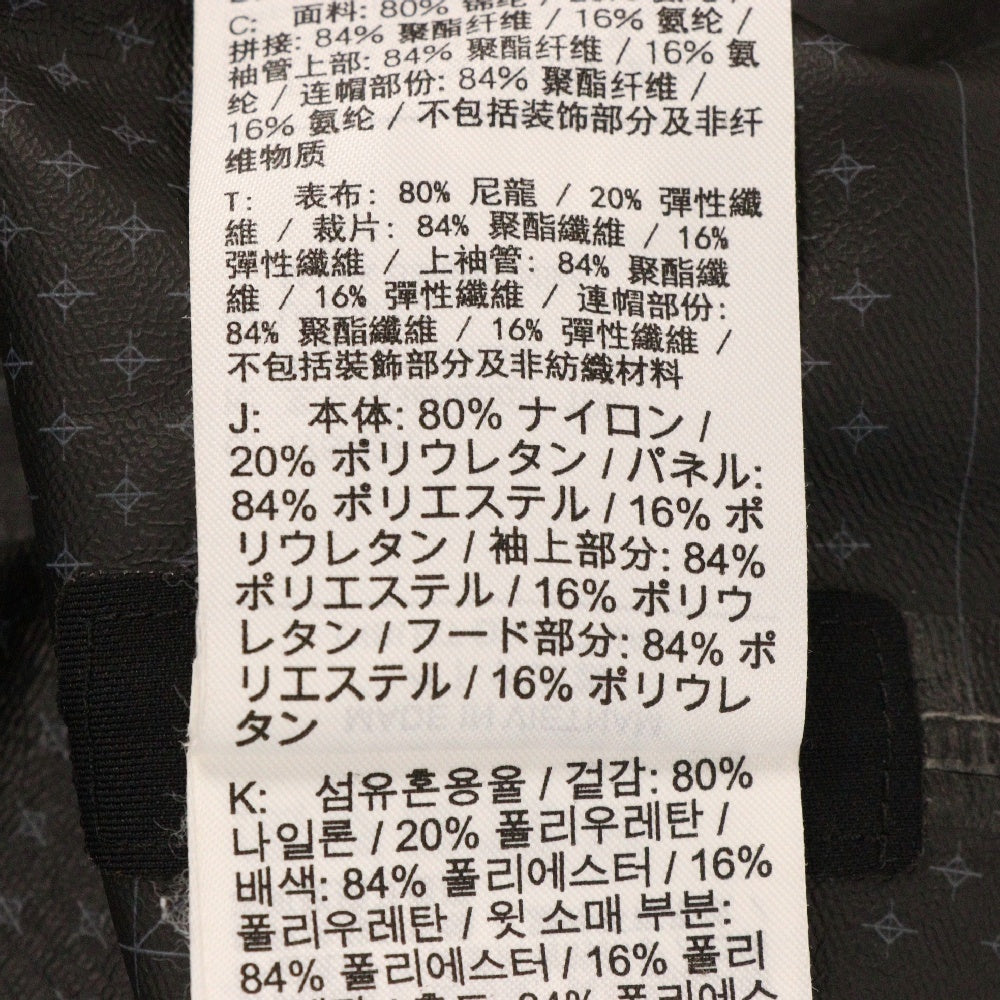 C: 面料: 80% 锦纶 / 20% 氨纶 /
拼接: 84% 聚酯纤维 / 16% 氨纶 /
袖管上部: 84% 聚酯纤维 / 16% 氨
纶 / 连帽部份: 84% 聚酯纤维 /
16% 氨纶 / 不包括装饰部分及非纤
维物质
T: 表布: 80% 尼龍 / 20% 彈性纖
維 / 裁片: 84% 聚酯纖維 / 16%
彈性纖維 / 上袖管: 84% 聚酯纖
維 / 16% 彈性纖維 / 連帽部份:
84% 聚酯纖維 / 16% 彈性纖維 /
不包括裝飾部分及非紡織材料
J: 本体: 80% ナイロン /
20% ポリウレタン / パネル:
84% ポリエステル / 16% ポ
リウレタン / 袖上部分: 84%
ポリエステル / 16% ポリウ
レタン / フード部分: 84% ポ
リエステル / 16% ポリウレ
タン
K: 섬유혼용율 / 겉감: 80%
나일론 / 20% 폴리우레탄 /
배색: 84% 폴리에스터 / 16%
폴리우레탄 / 윗 소매 부분:
84% 폴리에스터 / 16% 폴리